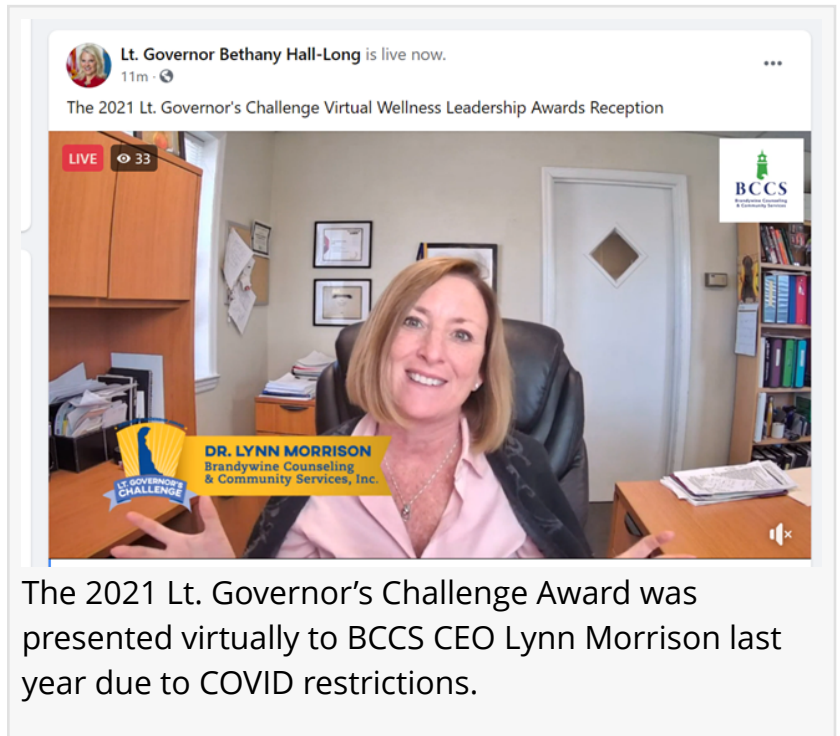 Lt. Governor Bethany Hall-Long is live now.
11m ·
The 2021 Lt. Governor's Challenge Virtual Wellness Leadership Awards Reception
LIVE 33
BCCS
Brandywine Counseling
& Community Services
DR. LYNN MORRISON
Brandywine Counseling
& Community Services, Inc.
LT. GOVERNOR'S
CHALLENGE
The 2021 Lt. Governor’s Challenge Award was
presented virtually to BCCS CEO Lynn Morrison last
year due to COVID restrictions.